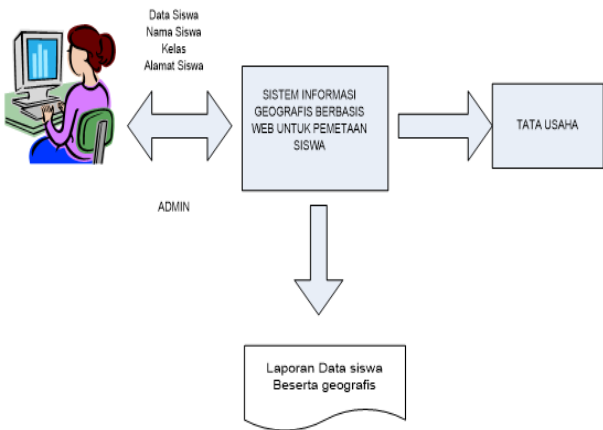 Data Siswa
Nama Siswa
Kelas
Alamat Siswa
SISTEM INFORMASI
GEOGRAFIS BERBASIS
WEB UNTUK PEMETAAN
SISWA
TATA USAHA
ADMIN
Laporan Data siswa
Beserta geografis